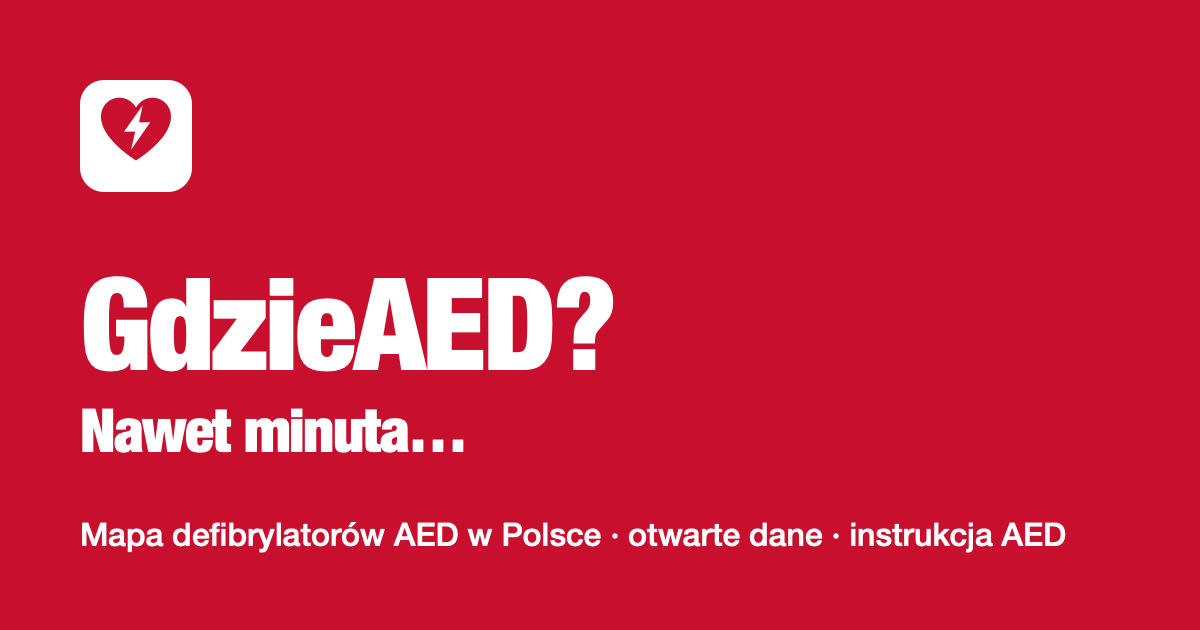 GdzieAED?
Nawet minuta…
Mapa defibrylatorów AED w Polsce · otwarte dane · instrukcja AED